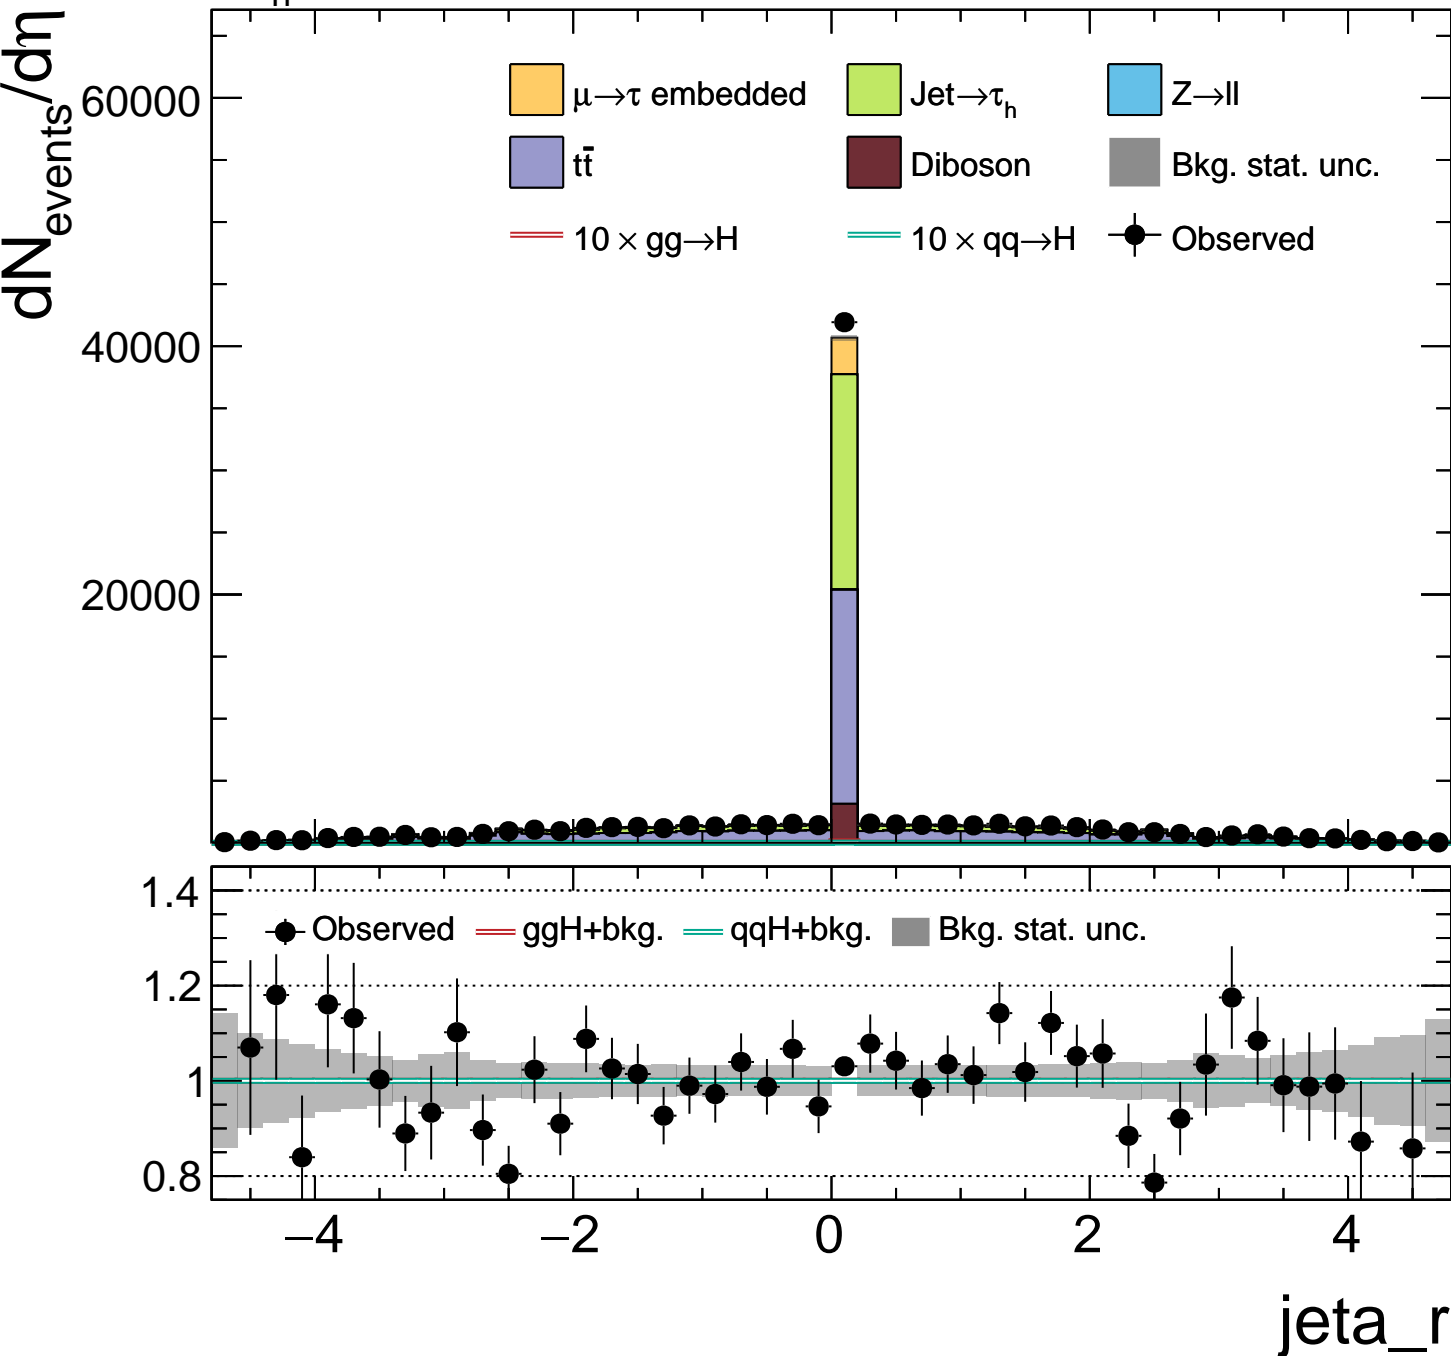 dN_events/dη
60000
40000
20000
μ→τ embedded
Jet→τ_h
Z→ll
tt̄
Diboson
Bkg. stat. unc.
10 × gg→H
10 × qq→H
Observed
1.4
1.2
1
0.8
Observed
ggH+bkg.
qqH+bkg.
Bkg. stat. unc.
−4
−2
0
2
4
jeta_r